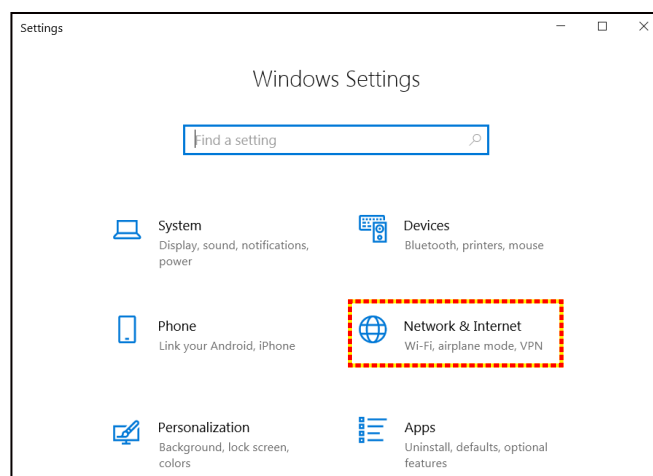 Settings
Windows Settings
Find a setting
System
Display, sound, notifications,
power
Devices
Bluetooth, printers, mouse
Phone
Link your Android, iPhone
Network & Internet
Wi-Fi, airplane mode, VPN
Personalization
Background, lock screen,
colors
Apps
Uninstall, defaults, optional
features